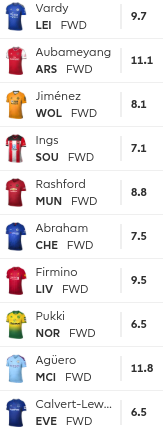 Vardy
LEI FWD
9.7
Aubameyang
ARS FWD
11.1
Jiménez
WOL FWD
8.1
Ings
SOU FWD
7.1
Rashford
MUN FWD
8.8
Abraham
CHE FWD
7.5
Firmino
LIV FWD
9.5
Pukki
NOR FWD
6.5
Agüero
MCI FWD
11.8
Calvert-Lew...
EVE FWD
6.5